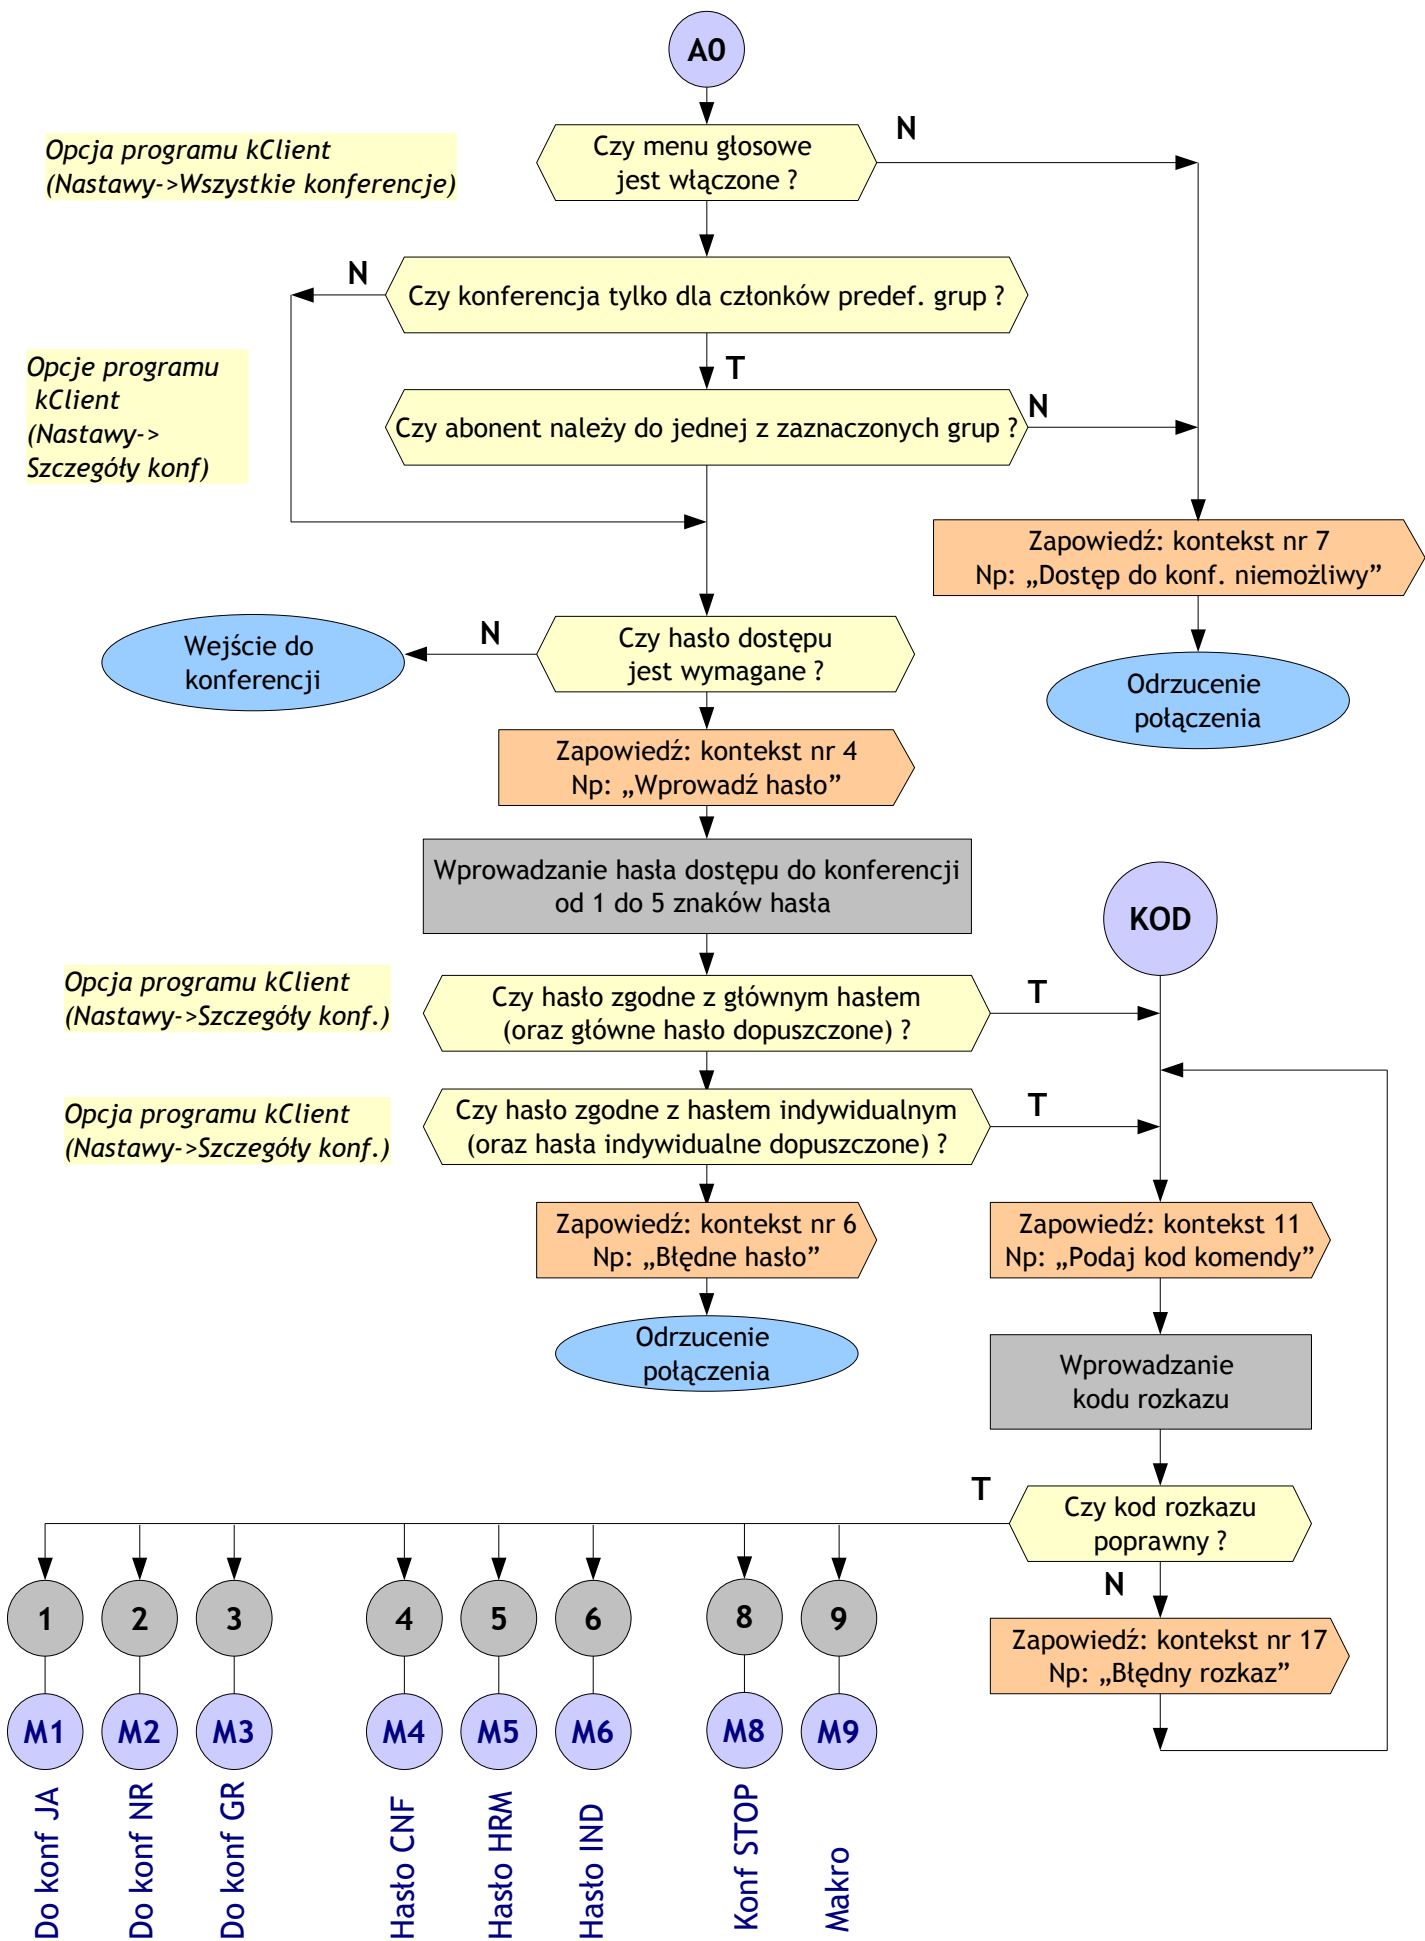 A0
N
Opcja programu kClient
(Nastawy->Wszystkie konferencje)
Czy menu głosowe
jest włączone ?
N
Czy konferencja tylko dla członków predef. grup ?
Opcje programu
kClient
(Nastawy->
Szczegóły konf)
T
N
Czy abonent należy do jednej z zaznaczonych grup ?
Zapowiedź: kontekst nr 7
Np: „Dostęp do konf. niemożliwy”
Wejście do
konferencji
N
Czy hasło dostępu
jest wymagane ?
Odrzucenie
połączenia
Zapowiedź: kontekst nr 4
Np: „Wprowadź hasło”
Wprowadzanie hasła dostępu do konferencji
od 1 do 5 znaków hasła
KOD
Opcja programu kClient
(Nastawy->Szczegóły konf.)
Czy hasło zgodne z głównym hasłem
(oraz główne hasło dopuszczone) ?
T
Opcja programu kClient
(Nastawy->Szczegóły konf.)
Czy hasło zgodne z hasłem indywidualnym
(oraz hasła indywidualne dopuszczone) ?
T
Zapowiedź: kontekst nr 6
Np: „Błędne hasło”
Zapowiedź: kontekst 11
Np: „Podaj kod komendy”
Odrzucenie
połączenia
Wprowadzanie
kodu rozkazu
T
Czy kod rozkazu
poprawny ?
N
1 2 3 4 5 6 8 9
Zapowiedź: kontekst nr 17
Np: „Błędny rozkaz”
M1 M2 M3 M4 M5 M6 M8 M9
Do konf JA
Do konf NR
Do konf GR
Hasło CNF
Hasło HRM
Hasło IND
Konf STOP
Makro